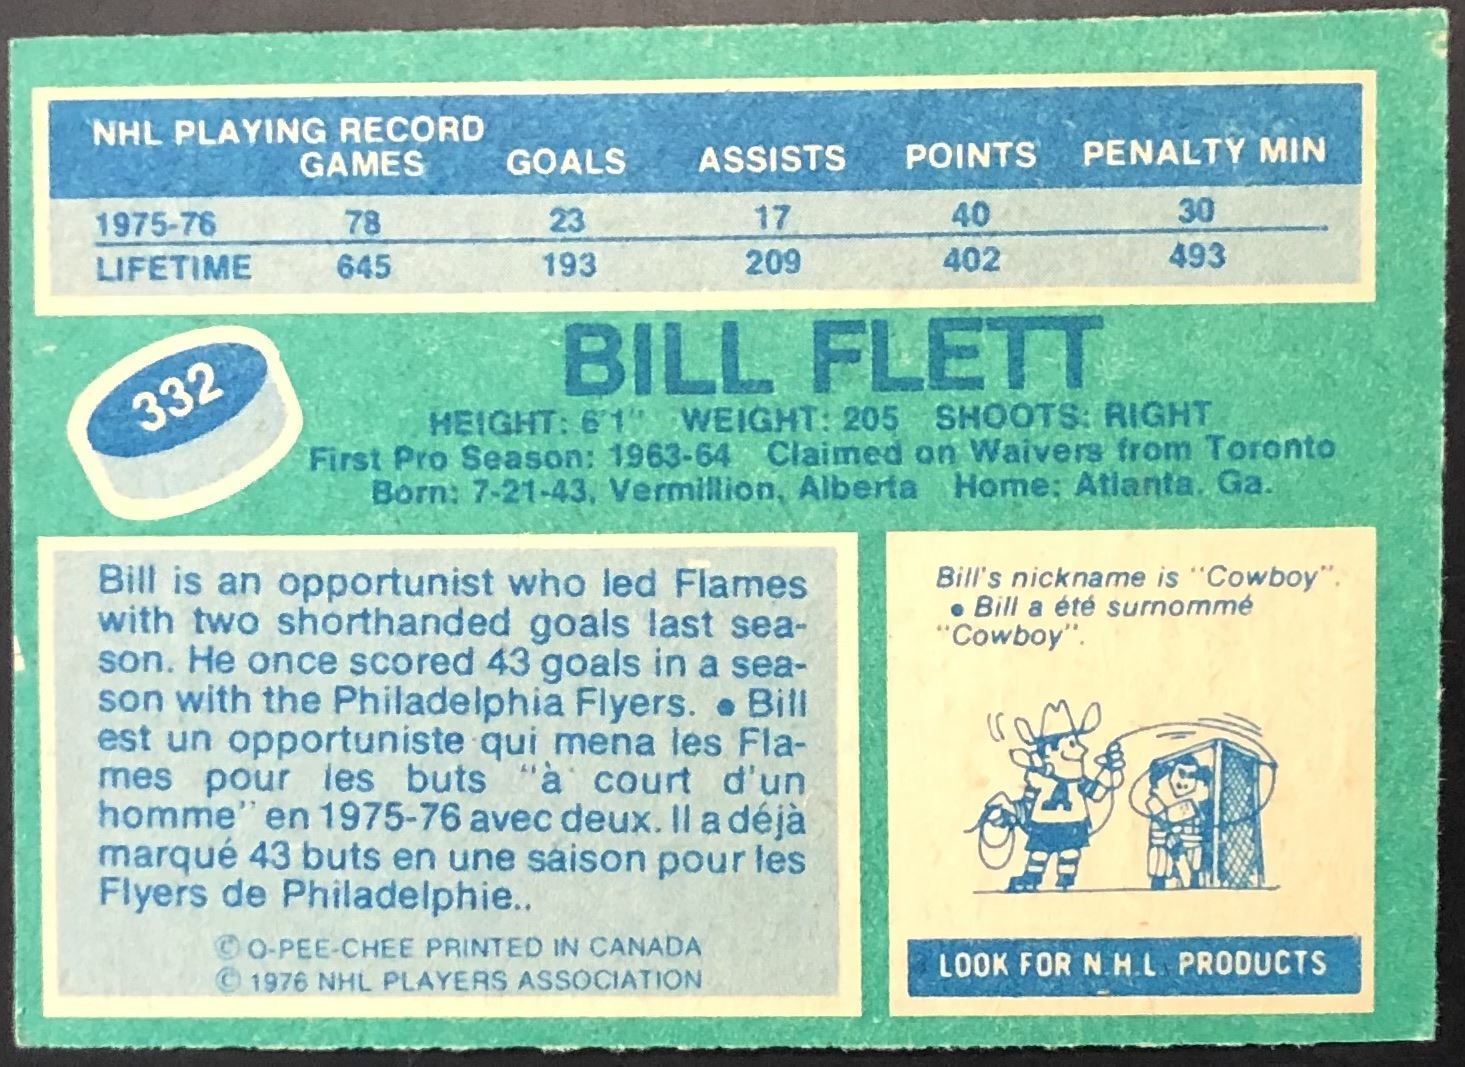 NHL PLAYING RECORD
GAMES GOALS ASSISTS POINTS PENALTY MIN
1975-76 78 23 17 40 30
LIFETIME 645 193 209 402 493
332
BILL FLETT
HEIGHT: 6'1" WEIGHT: 205 SHOOTS: RIGHT
First Pro Season: 1963-64 Claimed on Waivers from Toronto
Born: 7-21-43, Vermillion, Alberta Home: Atlanta, Ga.
Bill is an opportunist who led Flames
with two shorthanded goals last sea-
son. He once scored 43 goals in a sea-
son with the Philadelphia Flyers. • Bill
est un opportuniste qui mena les Fla-
mes pour les buts "à court d'un
homme" en 1975-76 avec deux. Il a déjà
marqué 43 buts en une saison pour les
Flyers de Philadelphie..
© O-PEE-CHEE PRINTED IN CANADA
© 1976 NHL PLAYERS ASSOCIATION
Bill's nickname is "Cowboy".
• Bill a été surnommé
"Cowboy".
A
LOOK FOR N.H.L. PRODUCTS